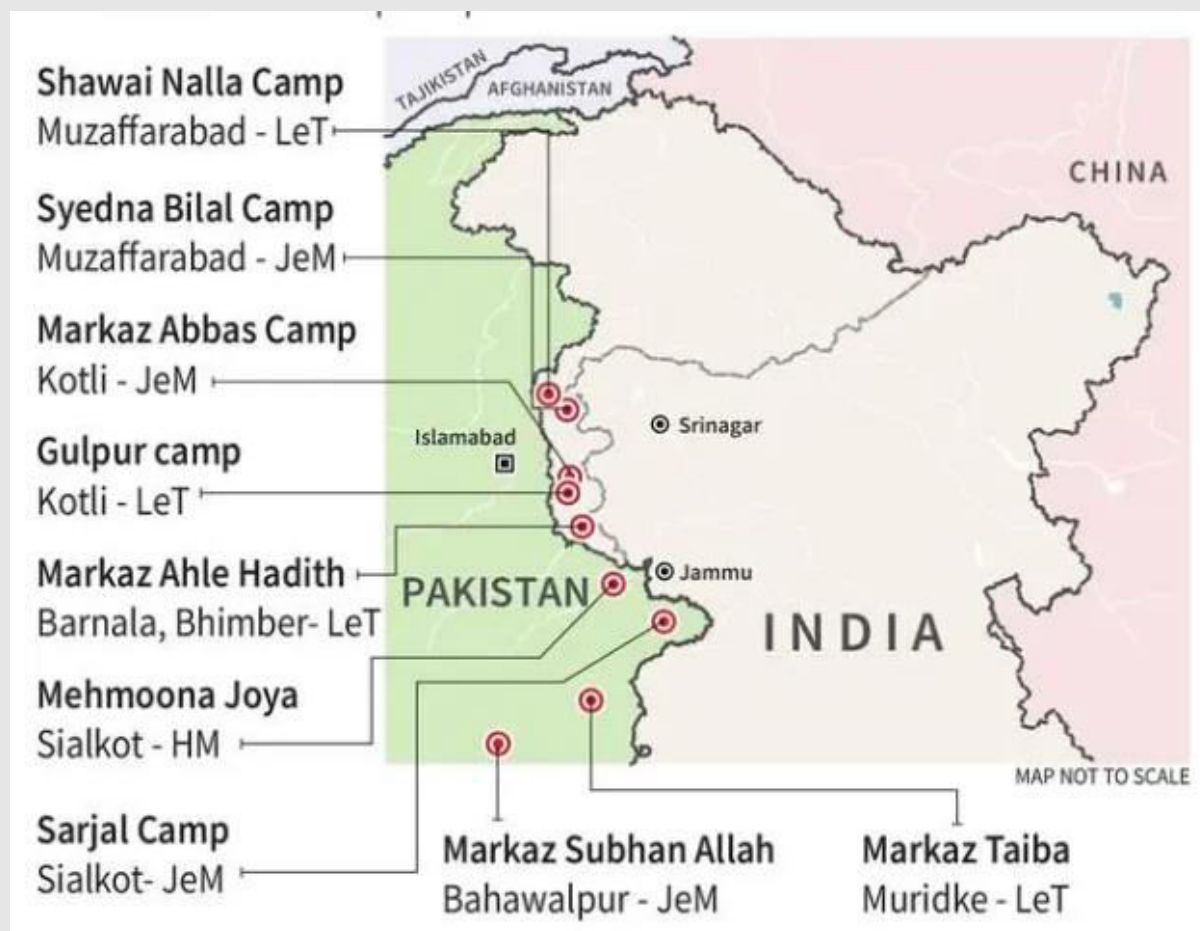 Shawai Nalla Camp
Muzaffarabad - LeT
Syedna Bilal Camp
Muzaffarabad - JeM
Markaz Abbas Camp
Kotli - JeM
Gulpur camp
Kotli - LeT
Markaz Ahle Hadith
Barnala, Bhimber- LeT
Mehmoona Joya
Sialkot - HM
Sarjal Camp
Sialkot- JeM
Markaz Subhan Allah
Bahawalpur - JeM
Markaz Taiba
Muridke - LeT
TAJIKISTAN
AFGHANISTAN
CHINA
Islamabad
Srinagar
PAKISTAN
Jammu
INDIA
MAP NOT TO SCALE